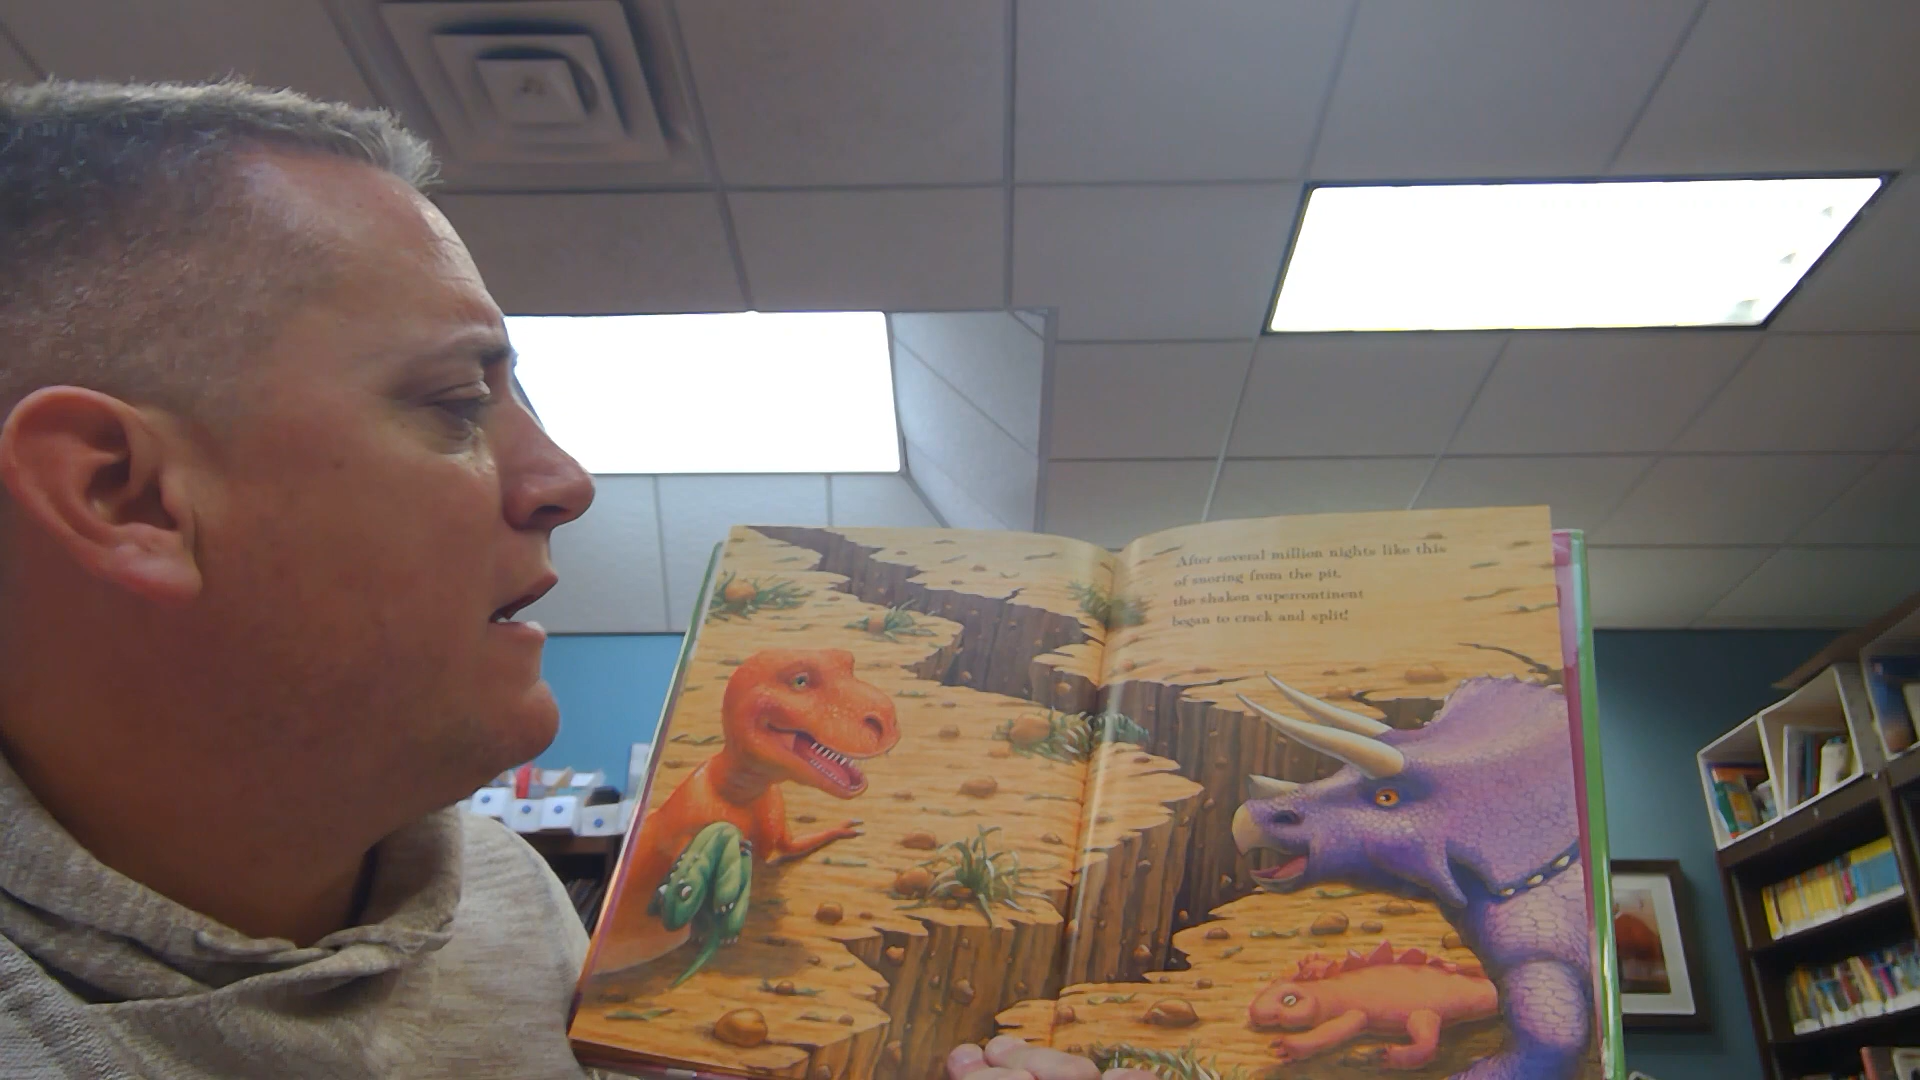 After several million nights like this
of snoring from the pit,
the shaken supercontinent
began to crack and split!